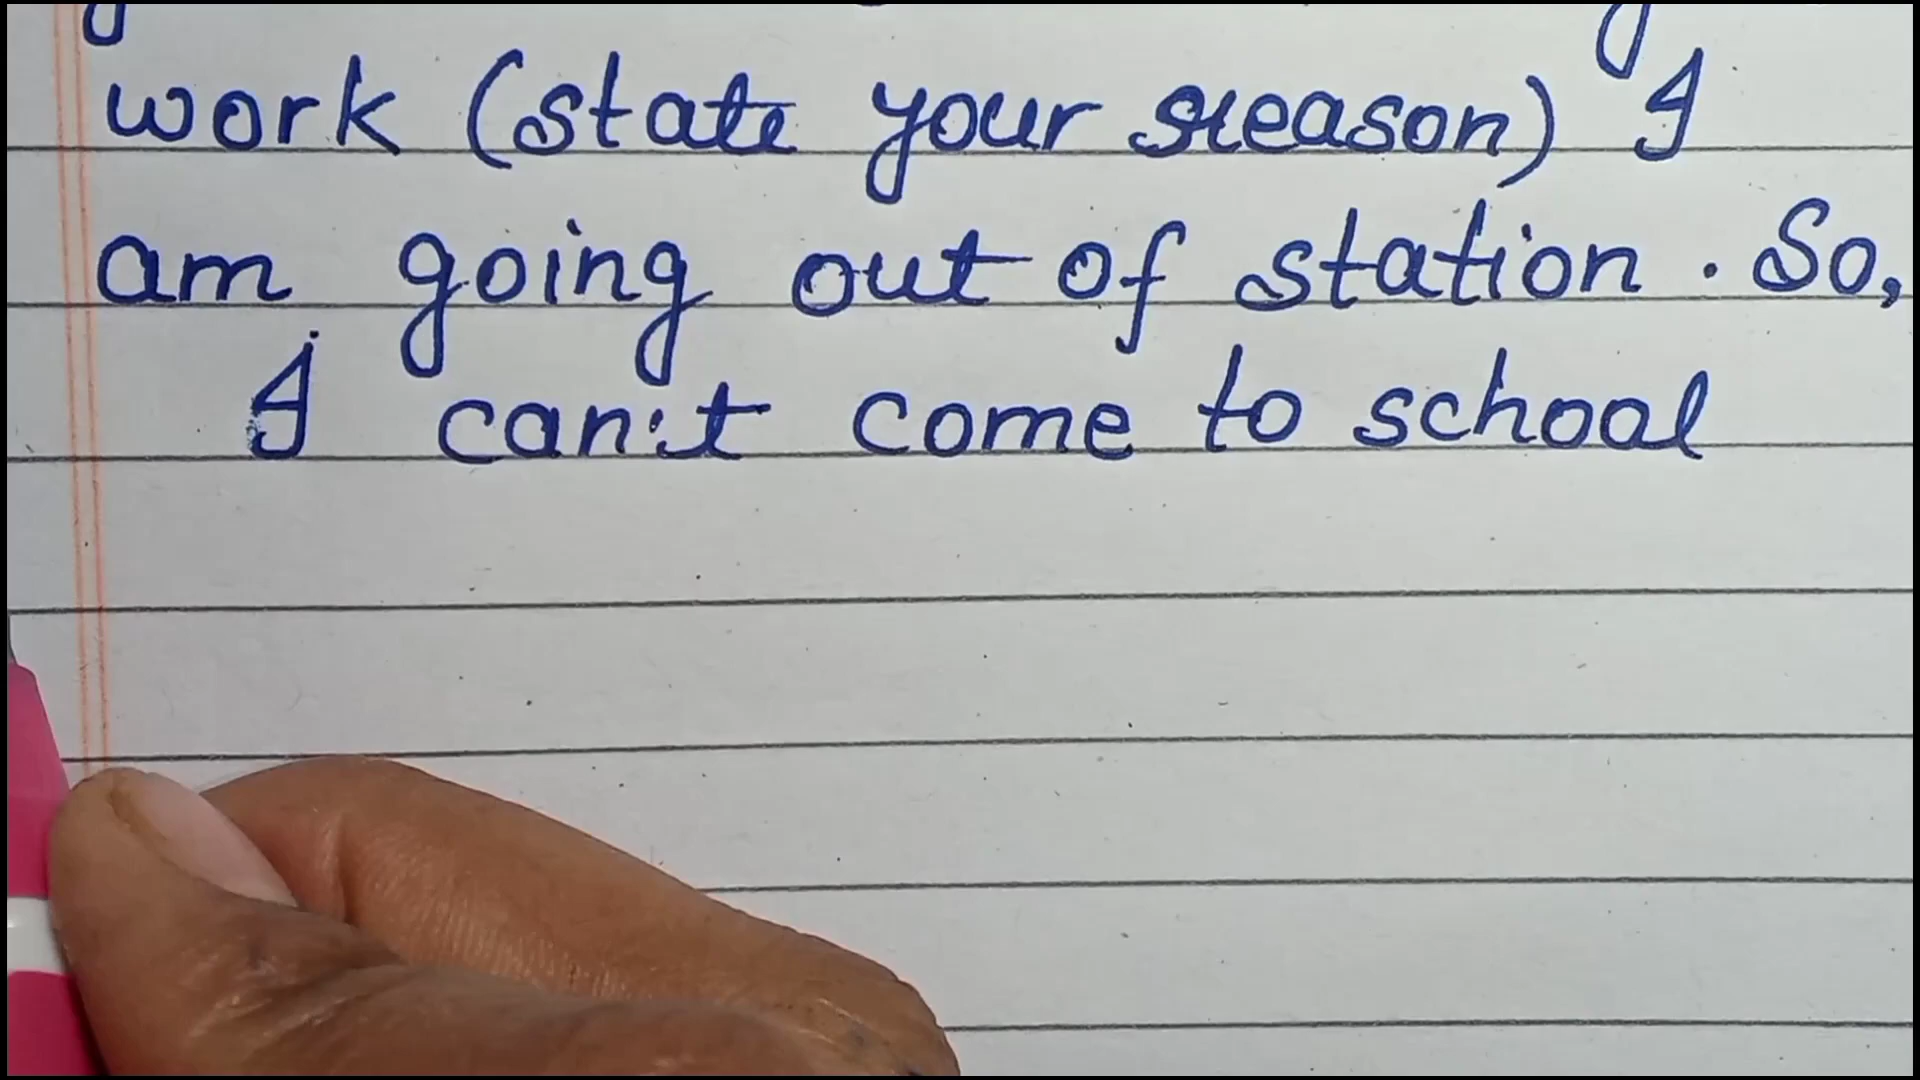 work (state your reason) I
am going out of station. So,
I can't come to school